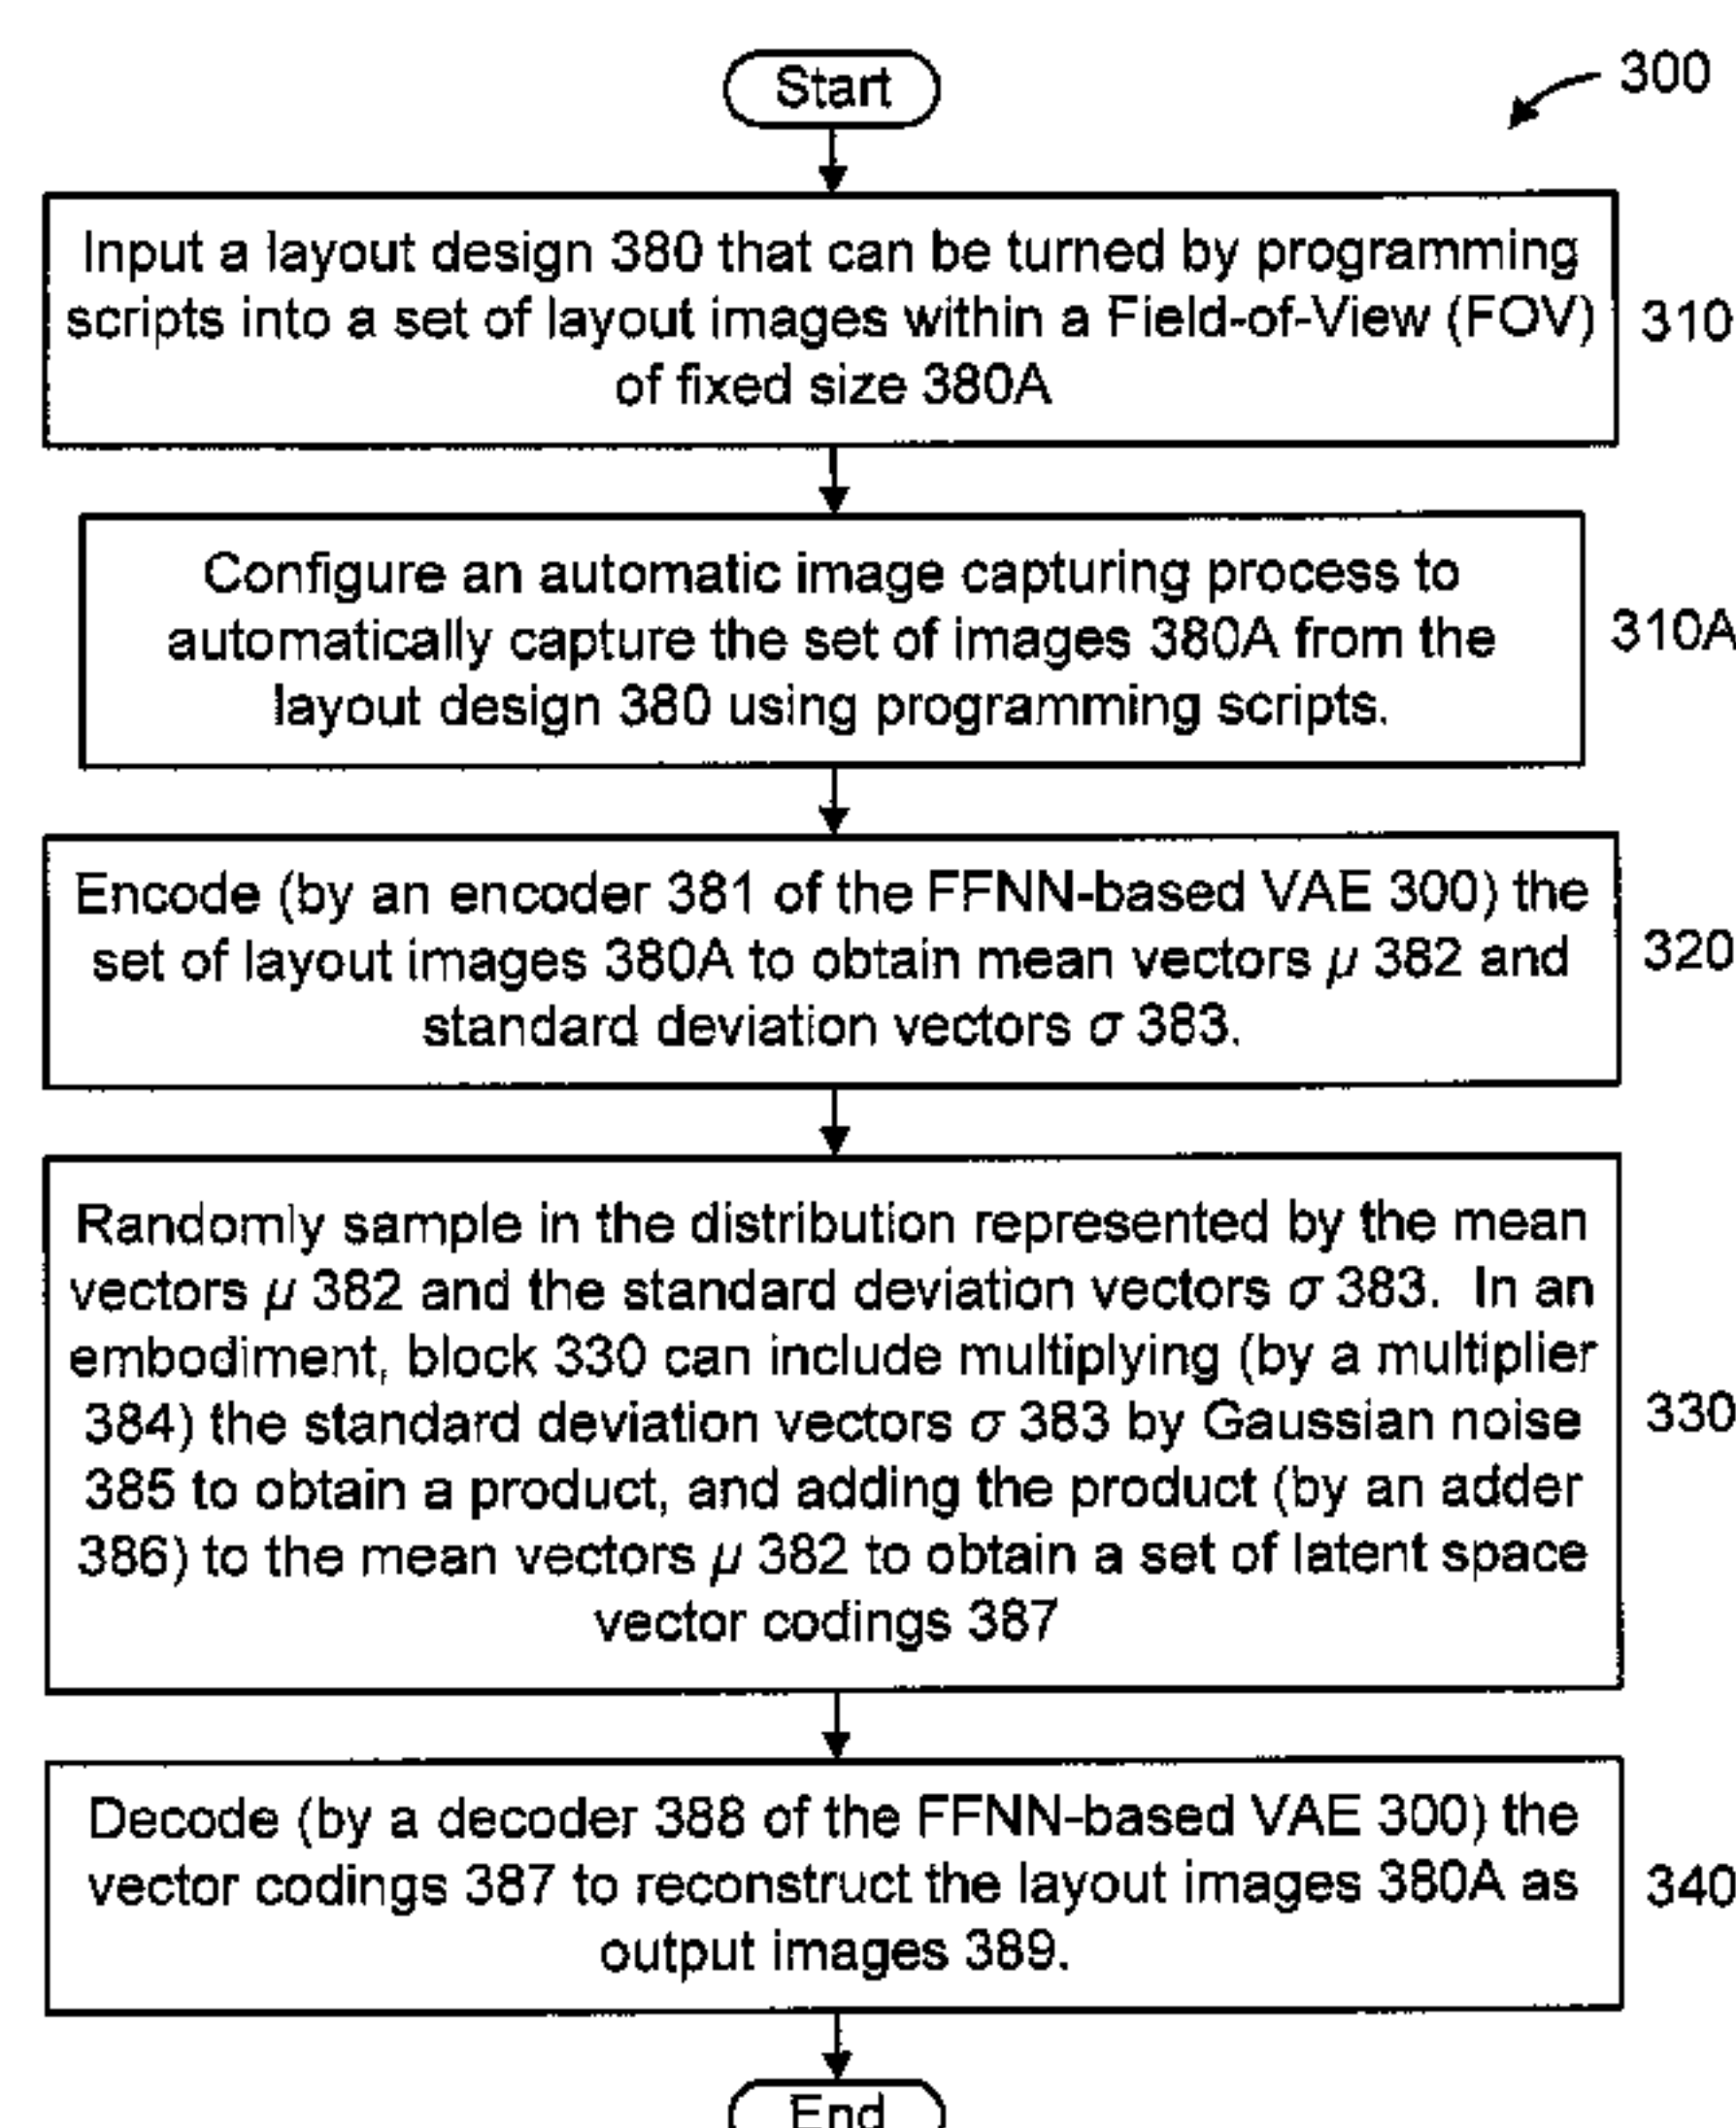 Start
300
Input a layout design 380 that can be turned by programming
scripts into a set of layout images within a Field-of-View (FOV)
of fixed size 380A
310
Configure an automatic image capturing process to
automatically capture the set of images 380A from the
layout design 380 using programming scripts.
310A
Encode (by an encoder 381 of the FFNN-based VAE 300) the
set of layout images 380A to obtain mean vectors μ 382 and
standard deviation vectors σ 383.
320
Randomly sample in the distribution represented by the mean
vectors μ 382 and the standard deviation vectors σ 383. In an
embodiment, block 330 can include multiplying (by a multiplier
384) the standard deviation vectors σ 383 by Gaussian noise
385 to obtain a product, and adding the product (by an adder
386) to the mean vectors μ 382 to obtain a set of latent space
vector codings 387
330
Decode (by a decoder 388 of the FFNN-based VAE 300) the
vector codings 387 to reconstruct the layout images 380A as
output images 389.
340
End